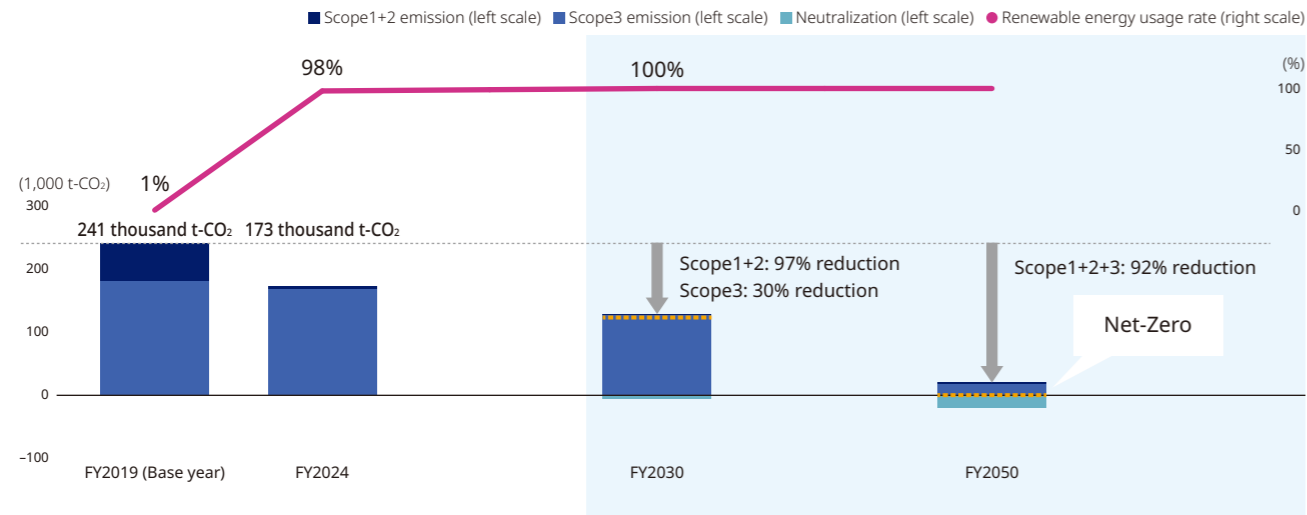 Scope1+2 emission (left scale) Scope3 emission (left scale) Neutralization (left scale) Renewable energy usage rate (right scale)
98%
100%
(%)
100
50
0
(1,000 t-CO₂)
1%
300
241 thousand t-CO₂
173 thousand t-CO₂
200
100
0
–100
Scope1+2: 97% reduction
Scope3: 30% reduction
Scope1+2+3: 92% reduction
Net-Zero
FY2019 (Base year)
FY2024
FY2030
FY2050